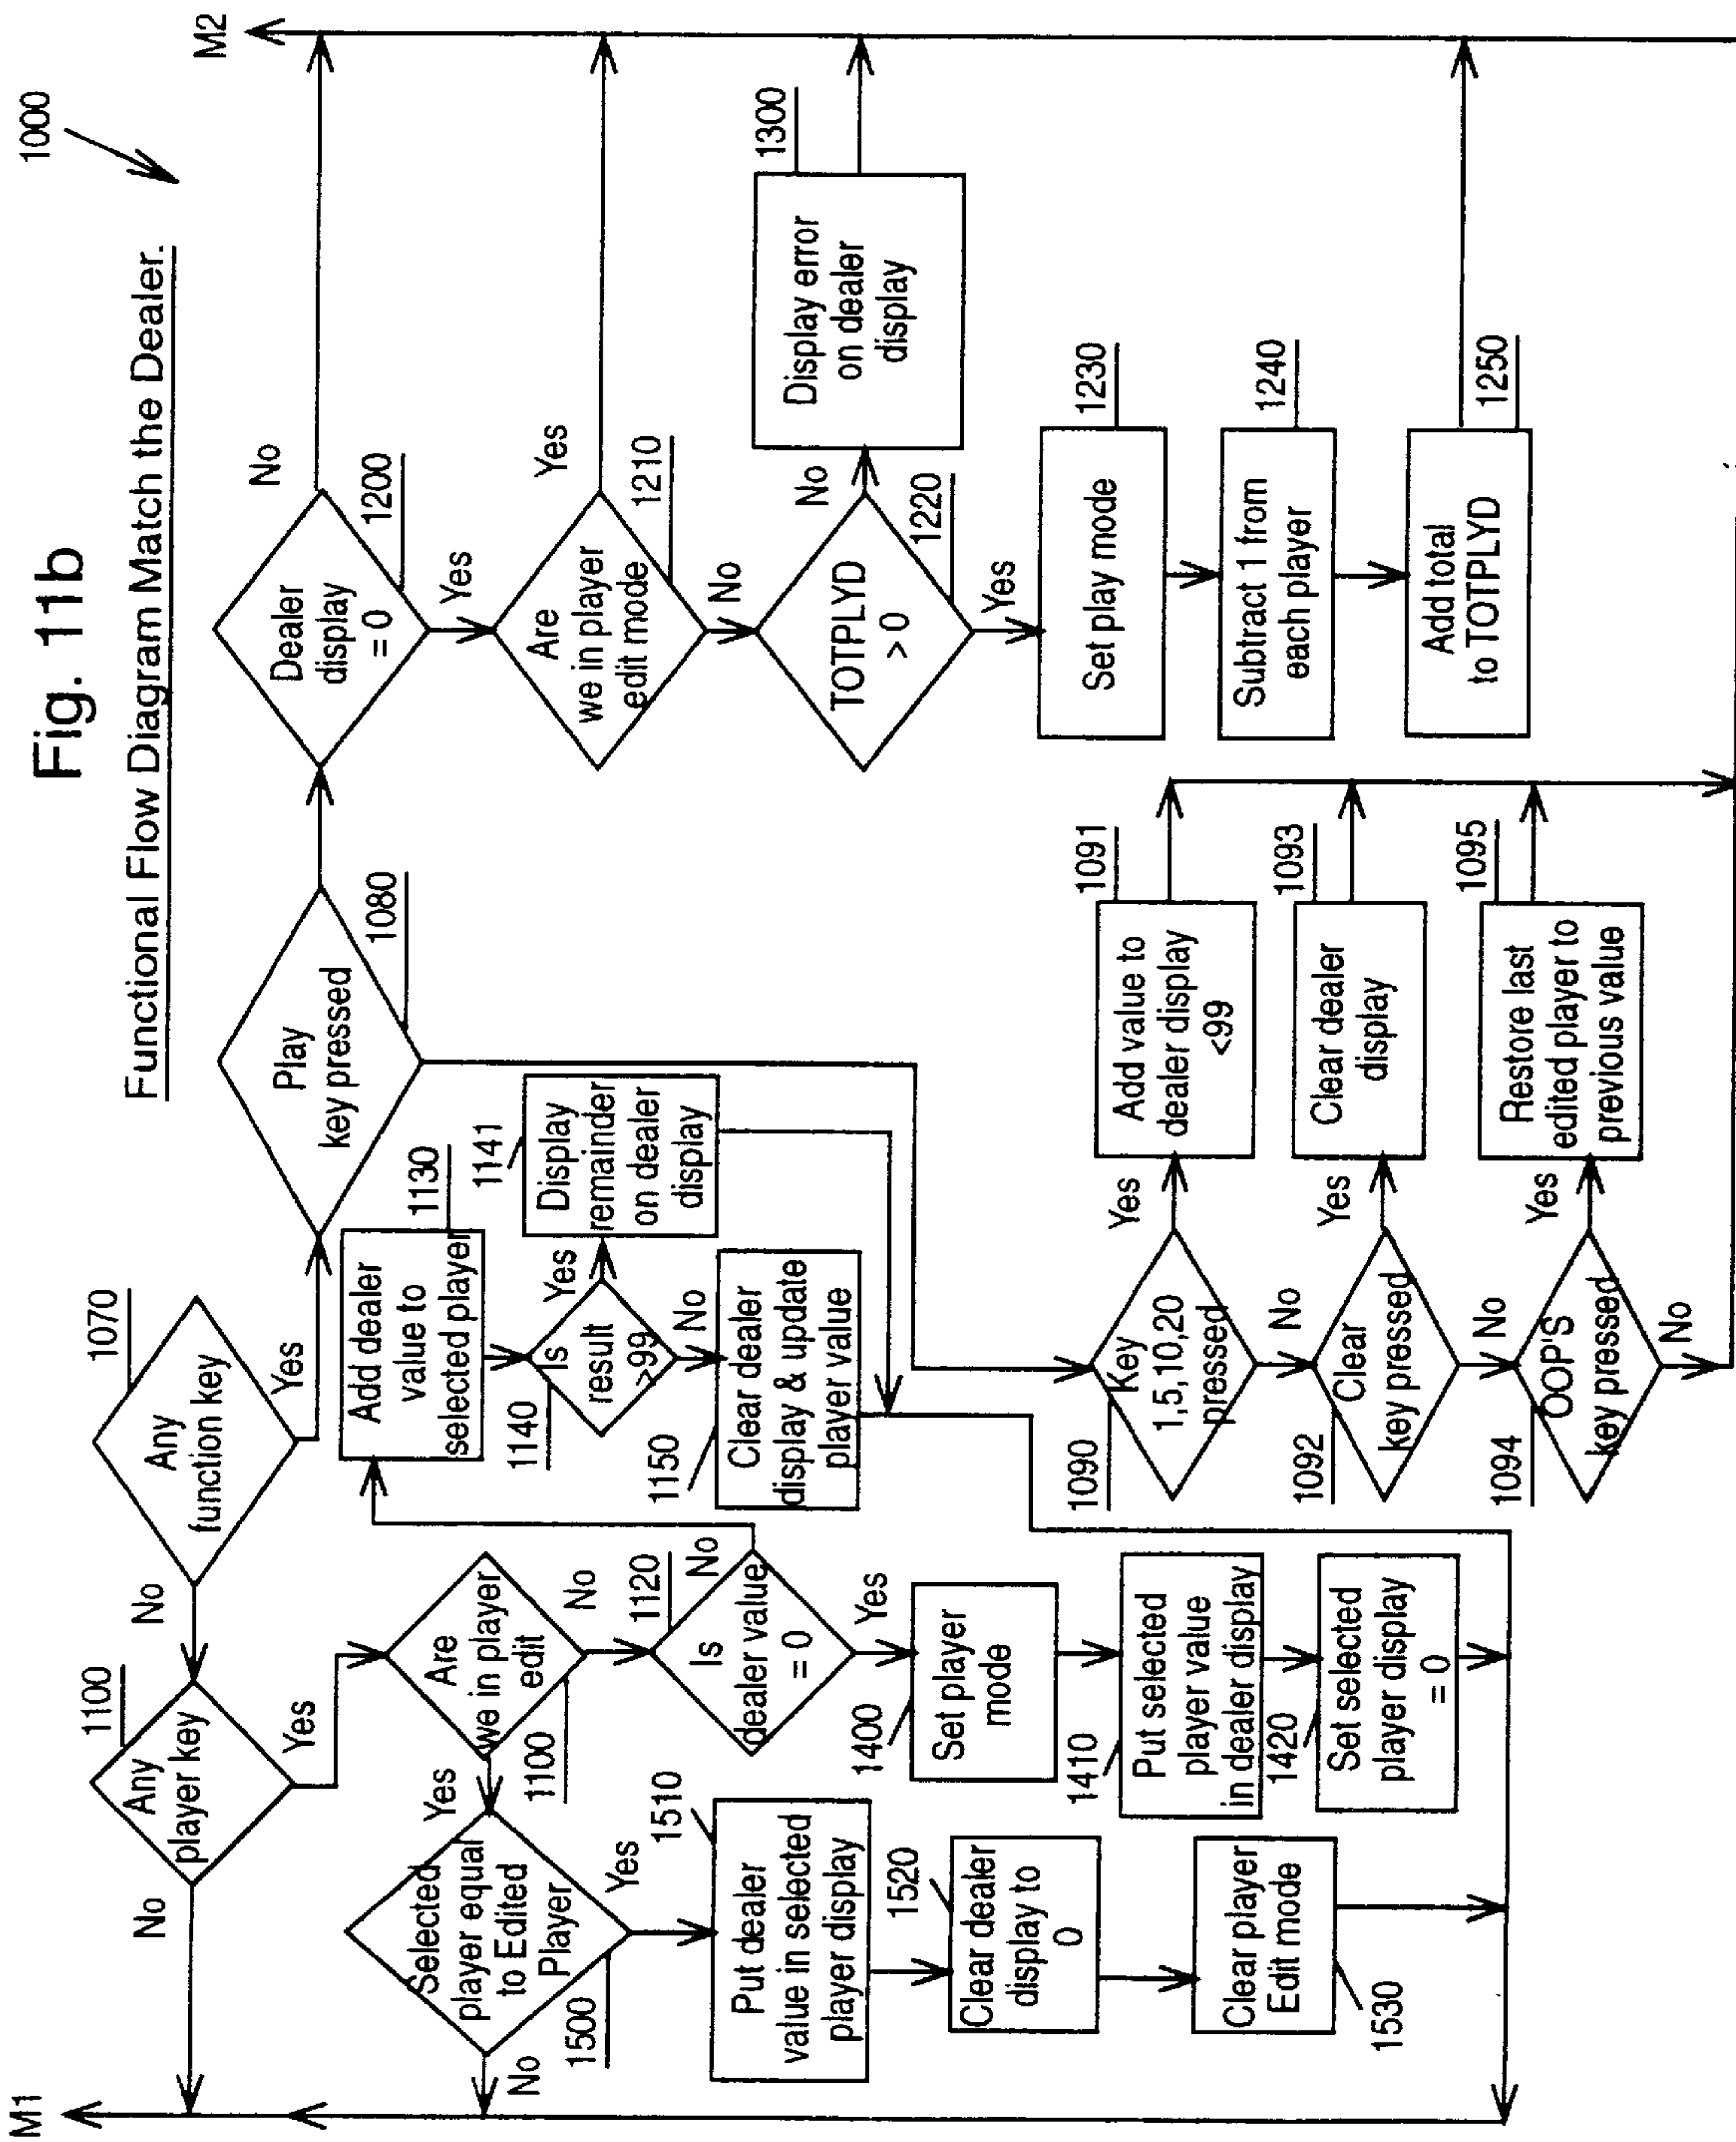 Fig. 11b
Functional Flow Diagram Match the Dealer.
1000
M1
M2
1100
Any
player key
No
Yes
No
1070
Any
function key
Yes
Play
key pressed
1080
Dealer
display
= 0
No
1200
Yes
Are
we in player
edit mode
Yes
1210
No
TOTPLYD
> 0
No
1220
Yes
Display error
on dealer
display
1300
Set play mode
1230
Subtract 1 from
each player
1240
Add total
to TOTPLYD
1250
Are
we in player
edit
1100
Yes
No
Selected
player equal
to Edited
Player
1500
No
Yes
Put dealer
value in selected
player display
1510
Clear dealer
display to
0
1520
Clear player
Edit mode
1530
Is
dealer value
= 0
1120
No
Yes
Set player
mode
1400
Put selected
player value
in dealer display
1410
Set selected
player display
= 0
1420
Add dealer
value to
selected player
1130
Is
result
>99
1140
Yes
No
Display
remainder
on dealer
display
1141
Clear dealer
display & update
player value
1150
Key
1,5,10,20
pressed
1090
Yes
No
Add value to
dealer display
<99
1091
Clear
key pressed
1092
Yes
No
Clear dealer
display
1093
OOP'S
key pressed
1094
Yes
No
Restore last
edited player to
previous value
1095